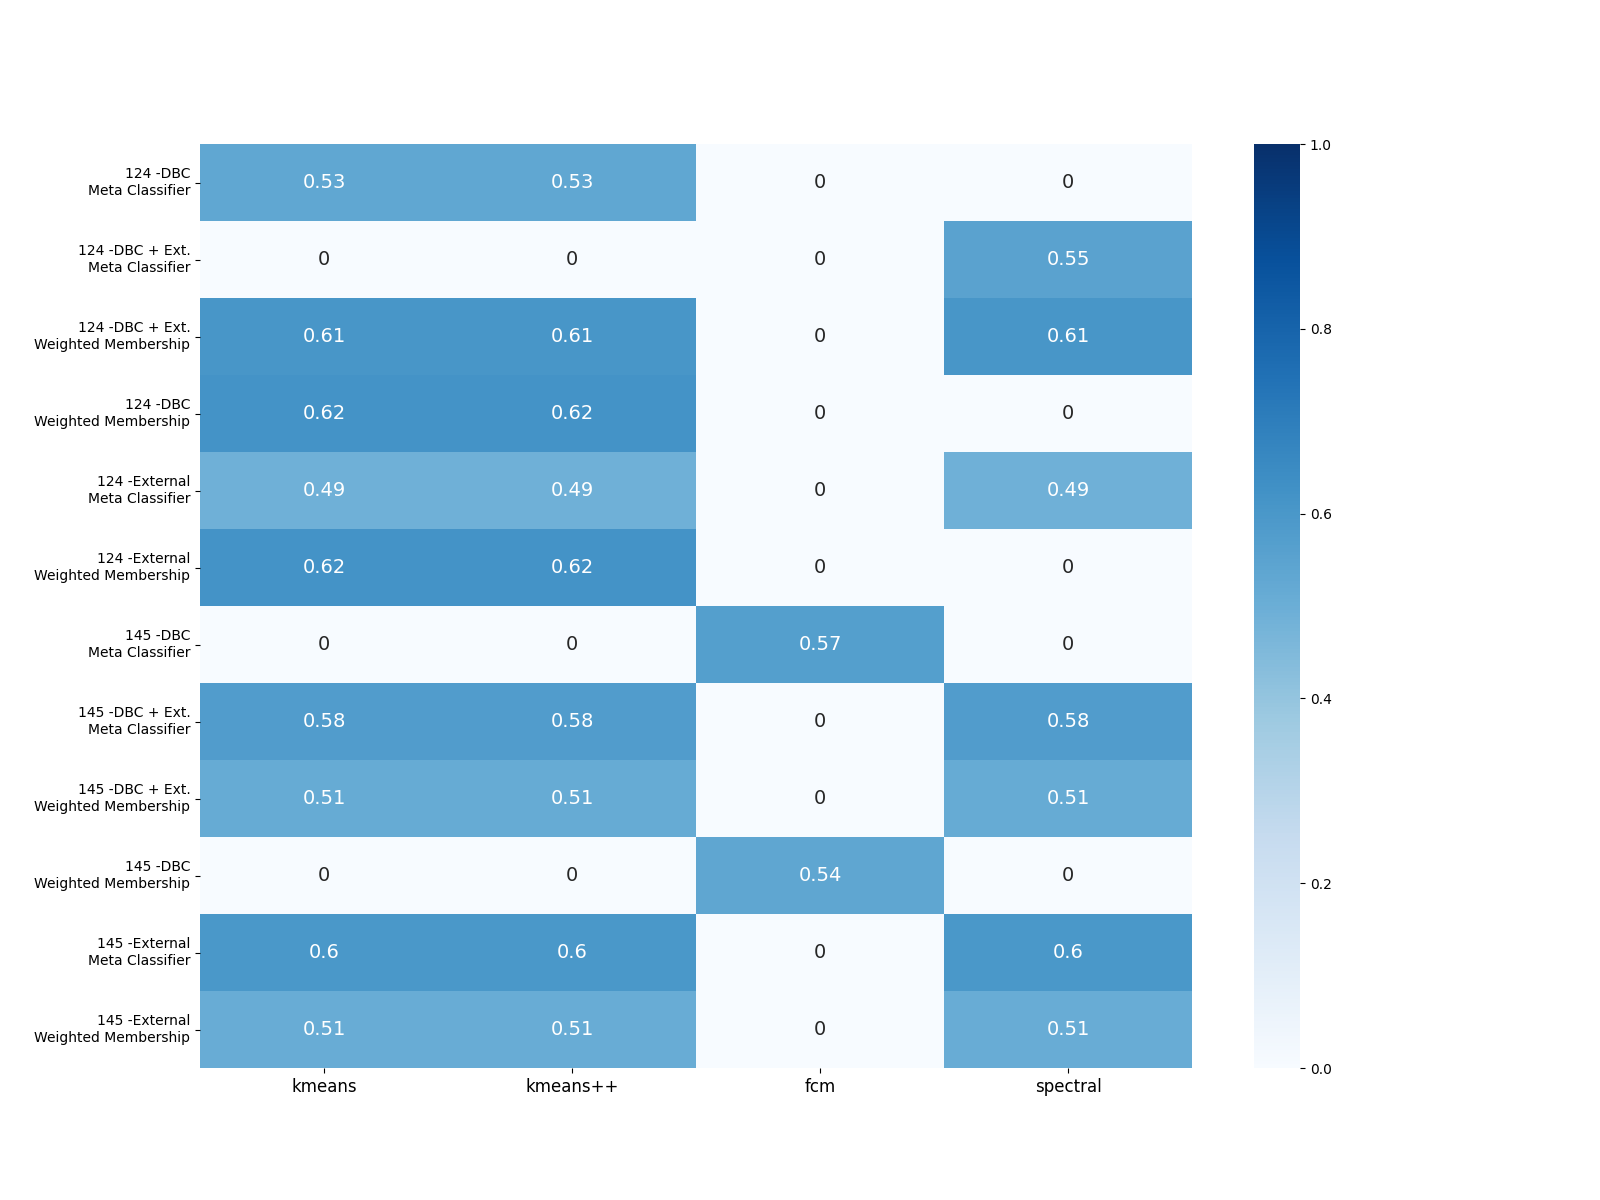 124 -DBC
Meta Classifier
0.53 0.53 0 0
124 -DBC + Ext.
Meta Classifier
0 0 0 0.55
124 -DBC + Ext.
Weighted Membership
0.61 0.61 0 0.61
124 -DBC
Weighted Membership
0.62 0.62 0 0
124 -External
Meta Classifier
0.49 0.49 0 0.49
124 -External
Weighted Membership
0.62 0.62 0 0
145 -DBC
Meta Classifier
0 0 0.57 0
145 -DBC + Ext.
Meta Classifier
0.58 0.58 0 0.58
145 -DBC + Ext.
Weighted Membership
0.51 0.51 0 0.51
145 -DBC
Weighted Membership
0 0 0.54 0
145 -External
Meta Classifier
0.6 0.6 0 0.6
145 -External
Weighted Membership
0.51 0.51 0 0.51
kmeans kmeans++ fcm spectral
1.0
0.8
0.6
0.4
0.2
0.0